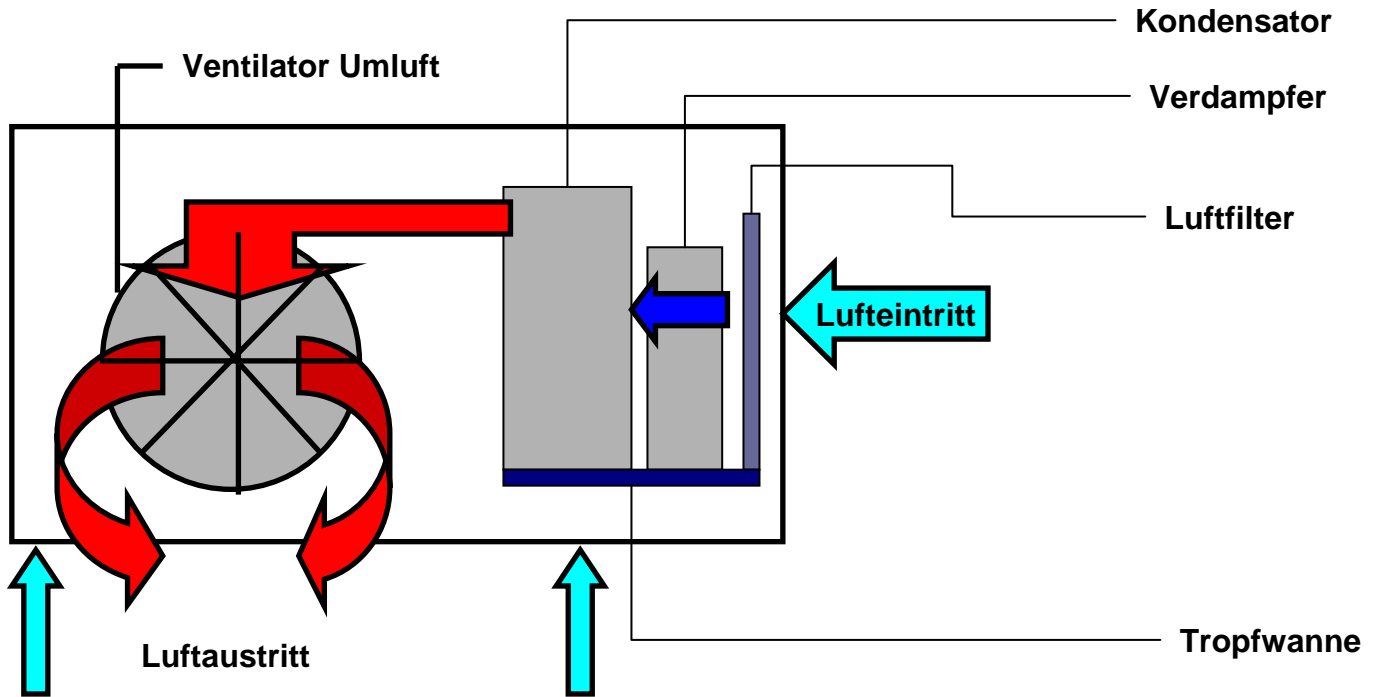 Kondensator
Ventilator Umluft
Verdampfer
Luftfilter
Lufteintritt
Luftaustritt
Tropfwanne